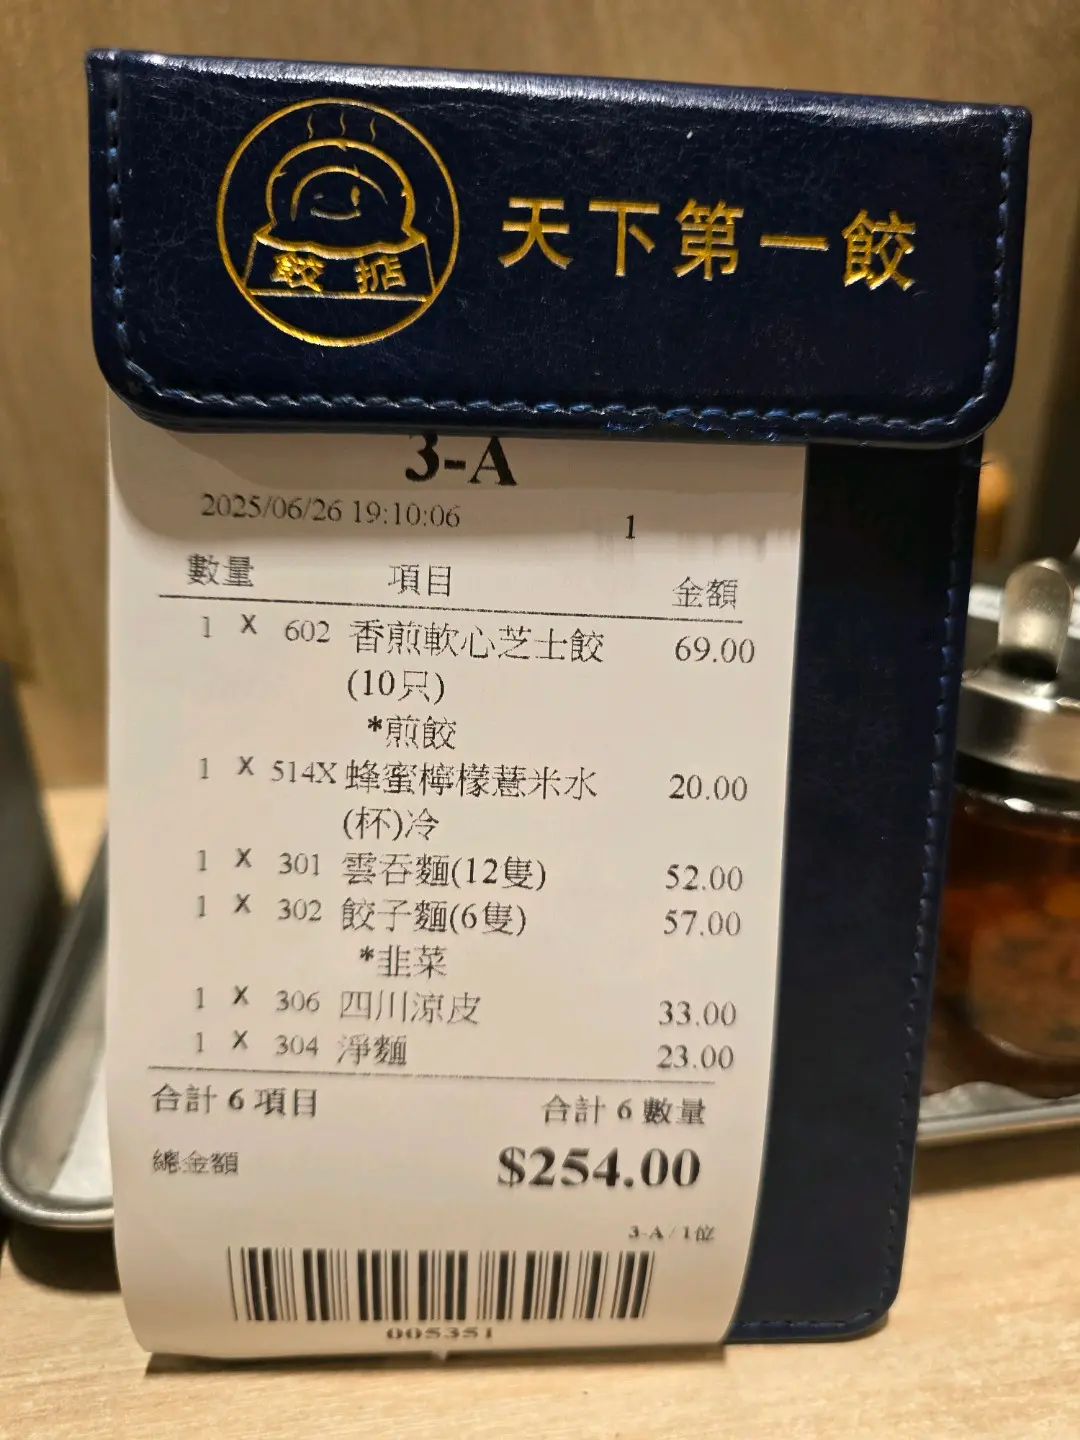 餃掂
天下第一餃
3-A
2025/06/26 19:10:06 1
數量 項目 金額
1 X 602 香煎軟心芝士餃 69.00
(10只)
*煎餃
1 X 514X 蜂蜜檸檬薏米水 20.00
(杯)冷
1 X 301 雲吞麵(12隻) 52.00
1 X 302 餃子麵(6隻) 57.00
*韭菜
1 X 306 四川涼皮 33.00
1 X 304 淨麵 23.00
合計 6 項目 合計 6 數量
總金額 $254.00
3-A / 1位
005351